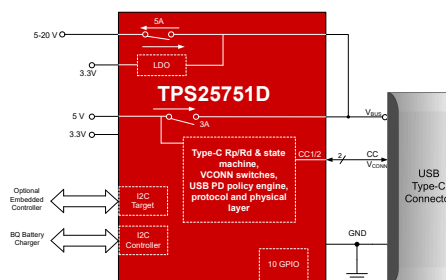 5A
5-20 V
LDO
3.3V
TPS25751D
5 V
3A
3.3V
VBUS
Type-C Rp/Rd & state
machine,
VCONN switches,
USB PD policy engine,
protocol and physical
layer
CC1/2
2
CC
VCONN
USB
Type-C
Connecto
Optional
Embedded
Controller
I2C
Target
BQ Battery
Charger
I2C
Controller
GND
10 GPIO